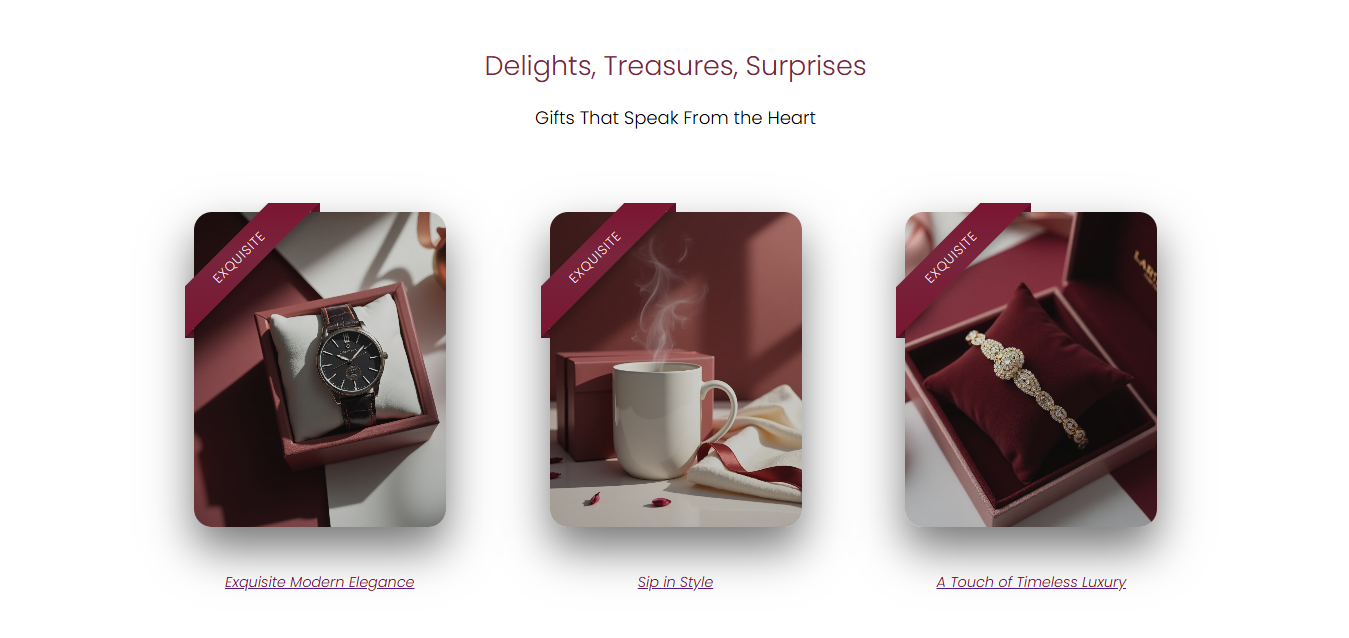 Delights, Treasures, Surprises
Gifts That Speak From the Heart
EXQUISITE
EXQUISITE
EXQUISITE
Exquisite Modern Elegance
Sip in Style
A Touch of Timeless Luxury